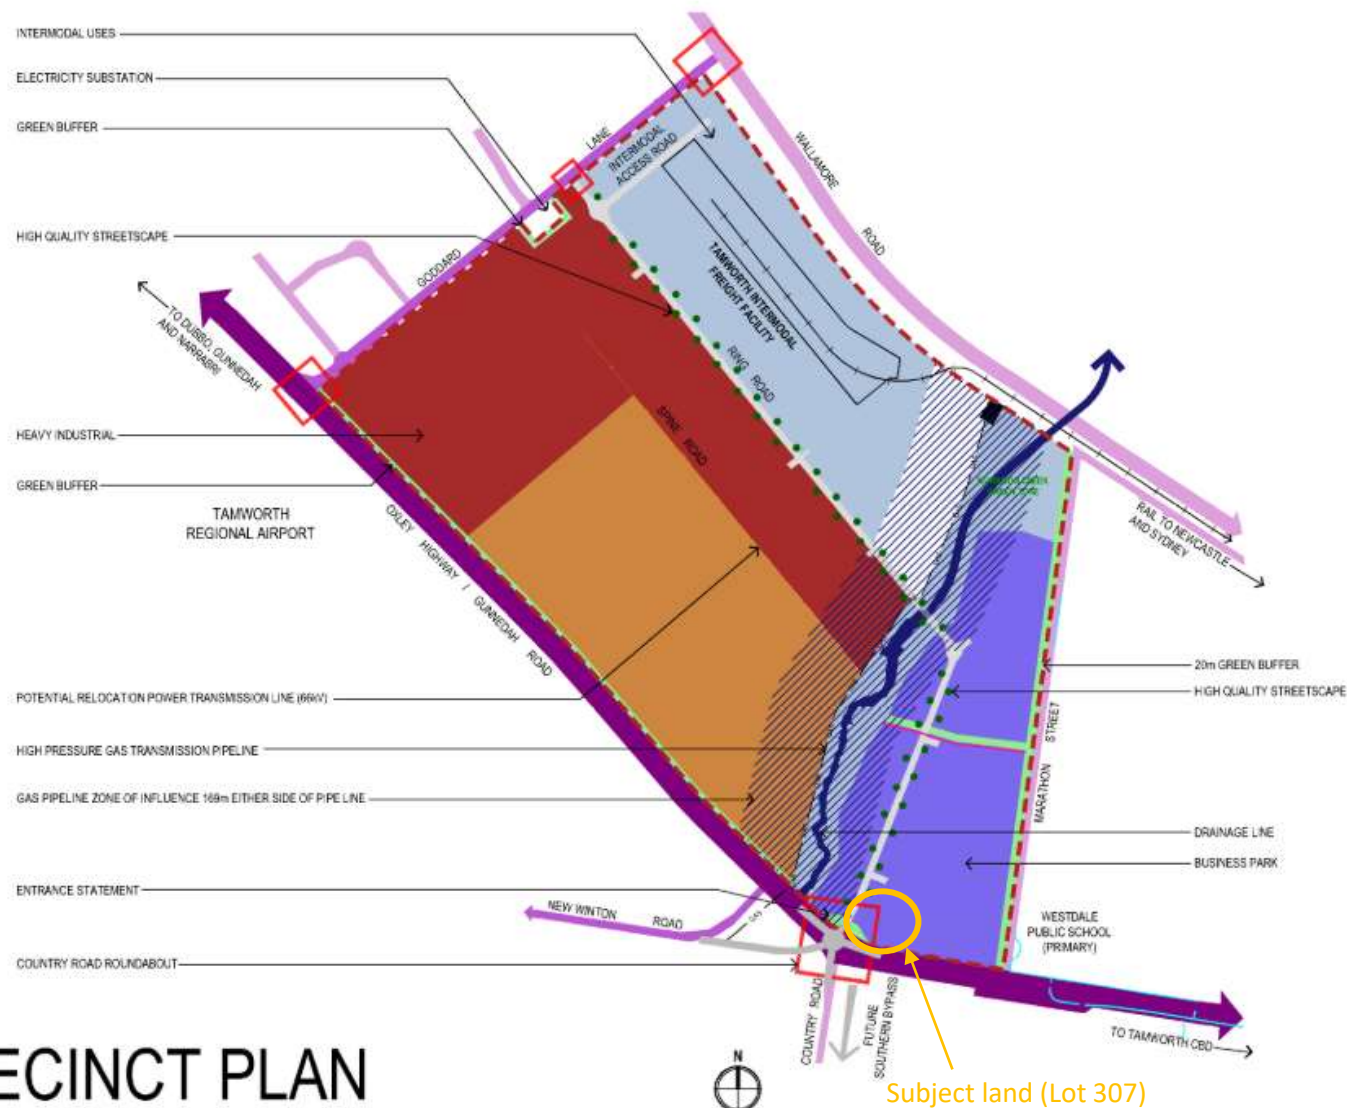 INTERMODAL USES
ELECTRICITY SUBSTATION
GREEN BUFFER
HIGH QUALITY STREETSCAPE
TO DUBBO, GUNNEDAH
AND NARRABRI
HEAVY INDUSTRIAL
GREEN BUFFER
TAMWORTH
REGIONAL AIRPORT
POTENTIAL RELOCATION POWER TRANSMISSION LINE (66kV)
HIGH PRESSURE GAS TRANSMISSION PIPELINE
GAS PIPELINE ZONE OF INFLUENCE 169m EITHER SIDE OF PIPE LINE
ENTRANCE STATEMENT
COUNTRY ROAD ROUNDABOUT
GODDARD
LANE
INTERMODAL
ACCESS ROAD
WALLAMORE
ROAD
TAMWORTH INTERMODAL
FREIGHT FACILITY
RING ROAD
SPINE ROAD
OXLEY HIGHWAY / GUNNEDAH ROAD
RAIL TO NEWCASTLE
AND SYDNEY
20m GREEN BUFFER
HIGH QUALITY STREETSCAPE
MARATHON STREET
DRAINAGE LINE
BUSINESS PARK
WESTDALE
PUBLIC SCHOOL
(PRIMARY)
NEW WINTON ROAD
GAS
COUNTRY ROAD
FUTURE
SOUTHERN BYPASS
TO TAMWORTH CBD
ECINCT PLAN
N
Subject land (Lot 307)